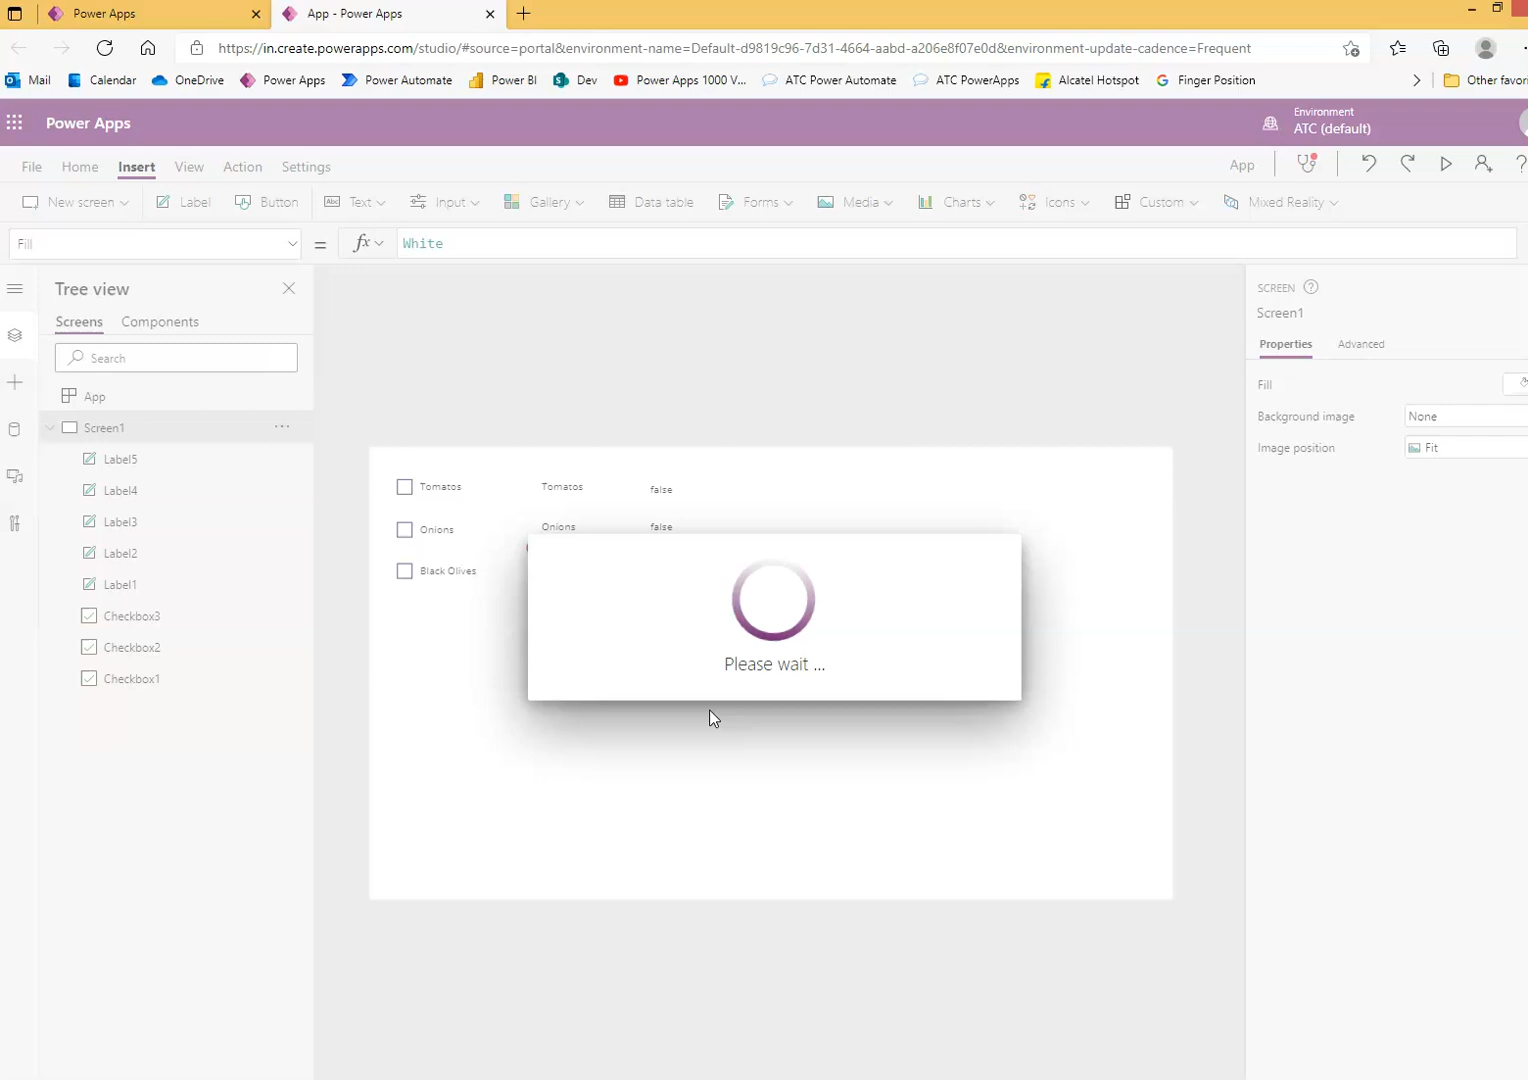 Power Apps
App - Power Apps
https://in.create.powerapps.com/studio/#source=portal&environment-name=Default-d9819c96-7d31-4664-aabd-a206e8f07e0d&environment-update-cadence=Frequent
Mail Calendar OneDrive Power Apps Power Automate Power BI Dev Power Apps 1000 V... ATC Power Automate ATC PowerApps Alcatel Hotspot Finger Position Other favori
Power Apps
Environment
ATC (default)
File Home Insert View Action Settings App
New screen Label Button Abc Text Input Gallery Data table Forms Media Charts Icons Custom Mixed Reality
Fill = fx White
Tree view
Screens Components
Search
App
Screen1
Label5
Label4
Label3
Label2
Label1
Checkbox3
Checkbox2
Checkbox1
Tomatos Tomatos false
Onions Onions false
Black Olives
Please wait ...
SCREEN ?
Screen1
Properties Advanced
Fill
Background image None
Image position Fit